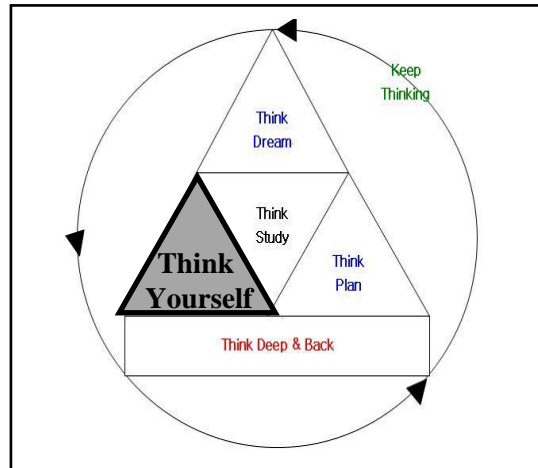 Keep
Thinking
Think
Dream
Think
Study
Think
Yourself
Think
Plan
Think Deep & Back